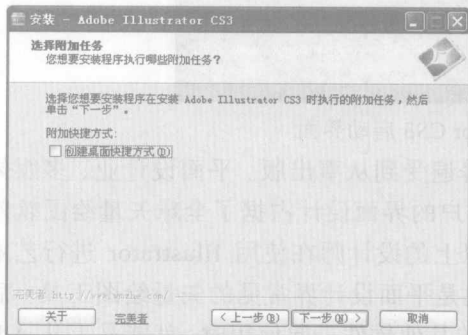 安装 - Adobe Illustrator CS3
选择附加任务
您想要安装程序执行哪些附加任务？
选择您想要安装程序在安装 Adobe Illustrator CS3 时执行的附加任务，然后
单击“下一步”。
附加快捷方式:
创建桌面快捷方式(D)
完美者 http://
关于
完美者
< 上一步(B)
下一步(N) >
取消